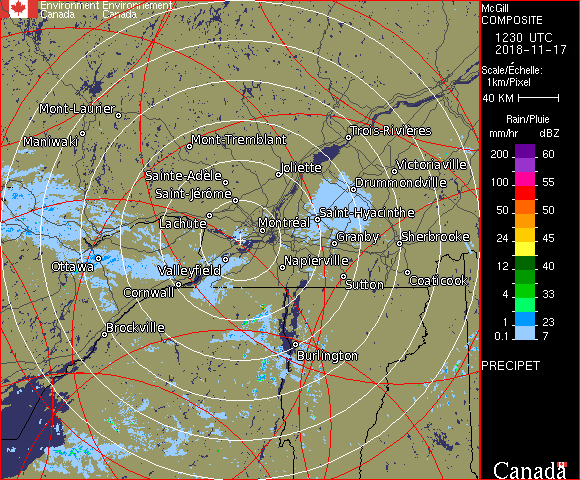 Environment Environnement
Canada Canada
McGill
COMPOSITE
1230 UTC
2018-11-17
Scale/Échelle:
1km/Pixel
40 KM
Rain/Pluie
mm/hr dBZ
200 60
100 55
50 50
24 45
12 40
4 33
1 23
0.1 7
PRECIPET
Canada
Mont-Laurier
Maniwaki
Mont-Tremblant
Trois-Rivières
Sainte-Adèle
Joliette
Victoriaville
Saint-Jérôme
Drummondville
Lachute
Montréal
Saint-Hyacinthe
Granby
Sherbrooke
Ottawa
Valleyfield
Napierville
Cornwall
Sutton
Coaticook
Brockville
Burlington